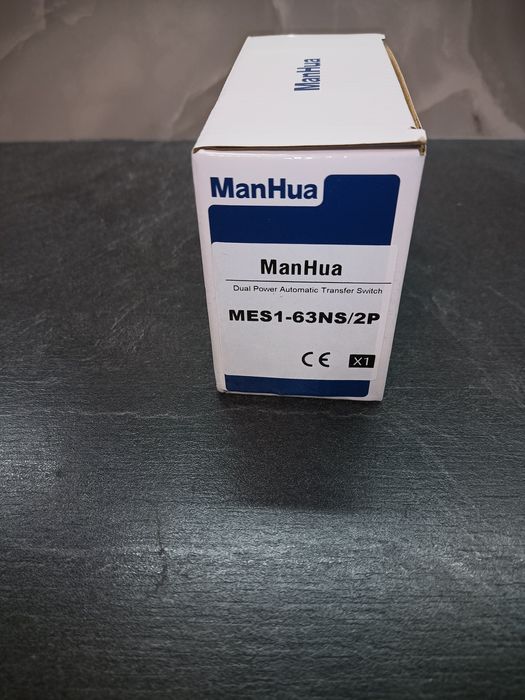 ManHua
ManHua
ManHua
Dual Power Automatic Transfer Switch
MES1-63NS/2P
CE X1